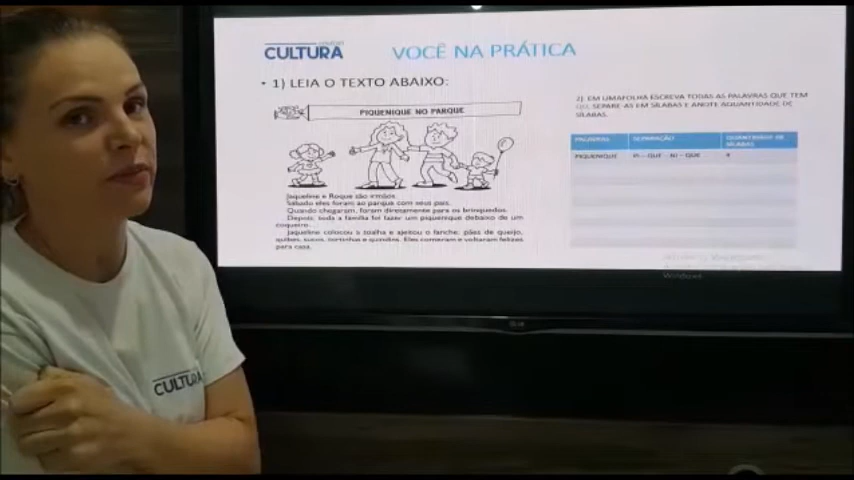 CULTURA
VOCÊ NA PRÁTICA
• 1) LEIA O TEXTO ABAIXO:
PIQUENIQUE NO PARQUE
Jaqueline e Roque são irmãos.
Sábado eles foram ao parque com seus pais.
Quando chegaram, foram diretamente para os brinquedos.
Depois, toda a família foi fazer um piquenique debaixo de um
coqueiro.
Jaqueline colocou a toalha e ajeitou o lanche: pães de queijo,
quibes, sucos, tortinhas e quindins. Eles comeram e voltaram felizes
para casa.
2) EM UMA FOLHA ESCREVA TODAS AS PALAVRAS QUE TEM
QU, SEPARE-AS EM SÍLABAS E ANOTE A QUANTIDADE DE
SÍLABAS.
PALAVRAS SEPARAÇÃO QUANTIDADE DE
SÍLABAS
PIQUENIQUE PI – QUE – NI – QUE 4
Windows.
CULTURA